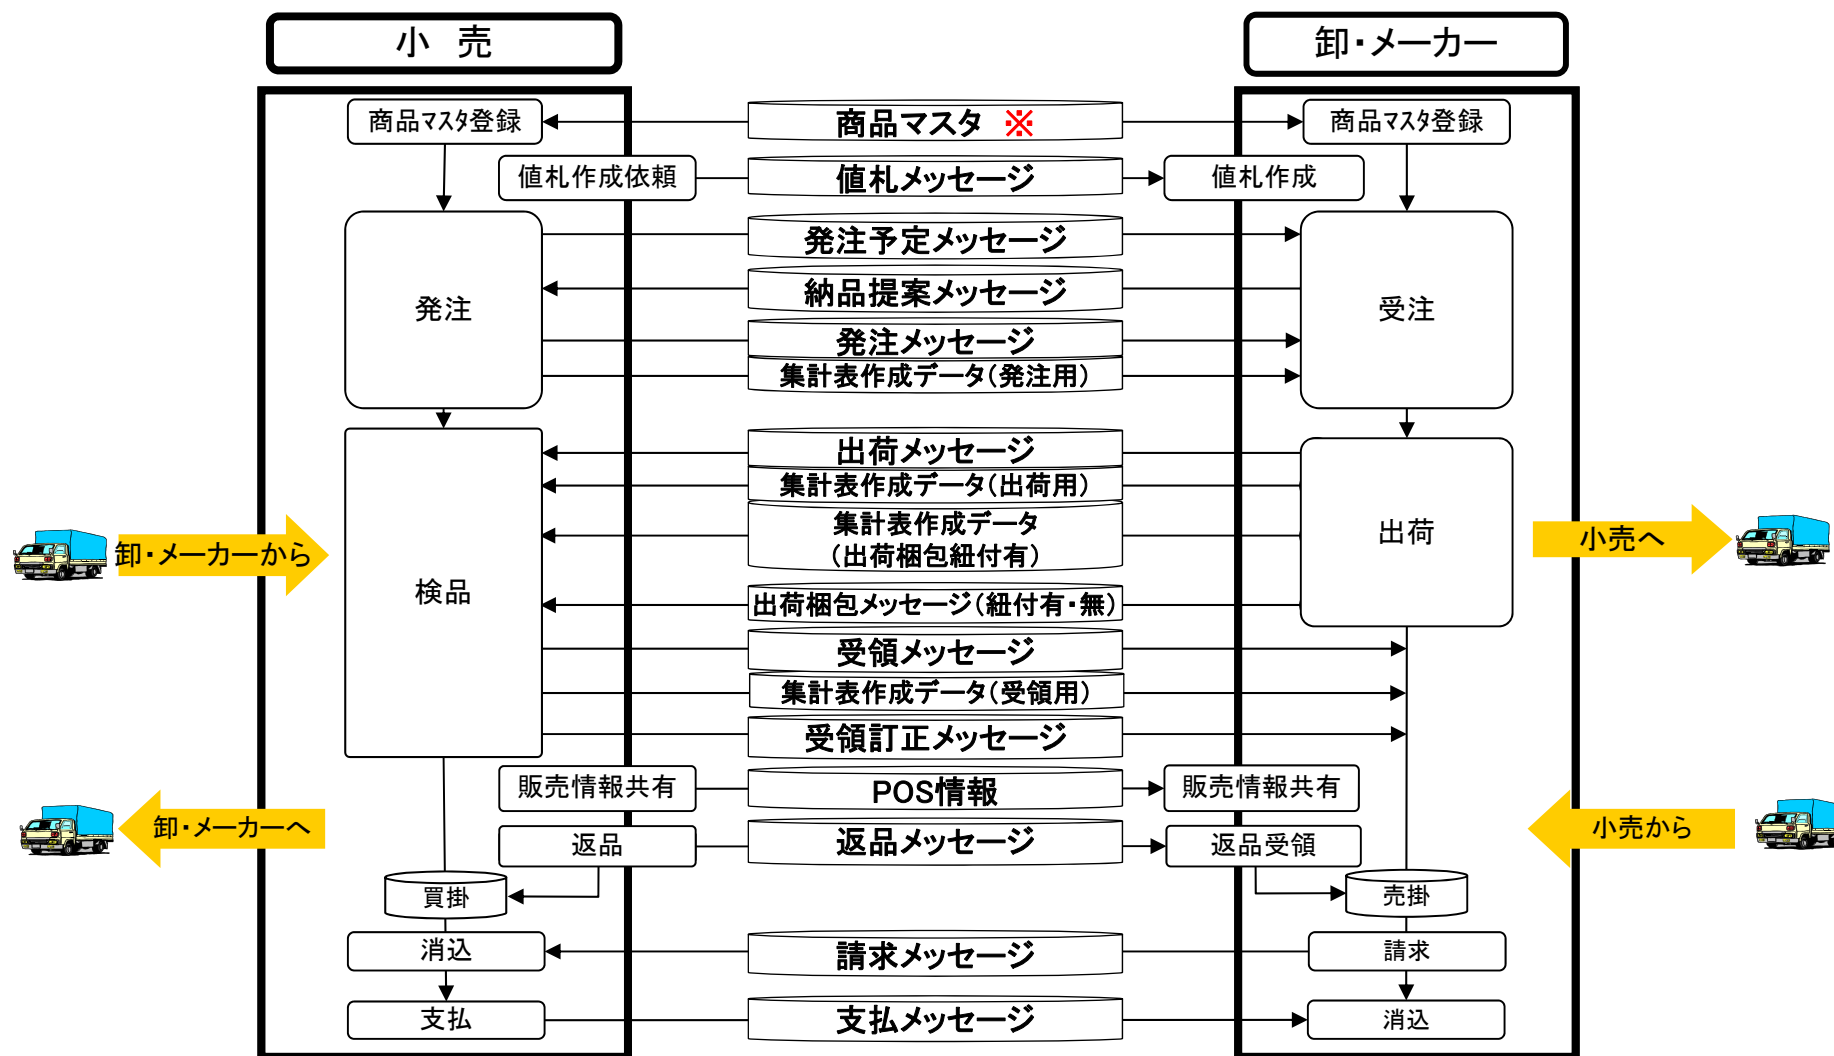 小 売
卸・メーカー
商品マスタ登録
商品マスタ ※
商品マスタ登録
値札作成依頼
値札メッセージ
値札作成
発注予定メッセージ
納品提案メッセージ
発注
受注
発注メッセージ
集計表作成データ(発注用)
出荷メッセージ
集計表作成データ(出荷用)
集計表作成データ
(出荷梱包紐付有)
出荷
卸・メーカーから
小売へ
検品
出荷梱包メッセージ(紐付有・無)
受領メッセージ
集計表作成データ(受領用)
受領訂正メッセージ
販売情報共有
POS情報
販売情報共有
卸・メーカーへ
小売から
返品
返品メッセージ
返品受領
買掛
売掛
消込
請求メッセージ
請求
支払
支払メッセージ
消込